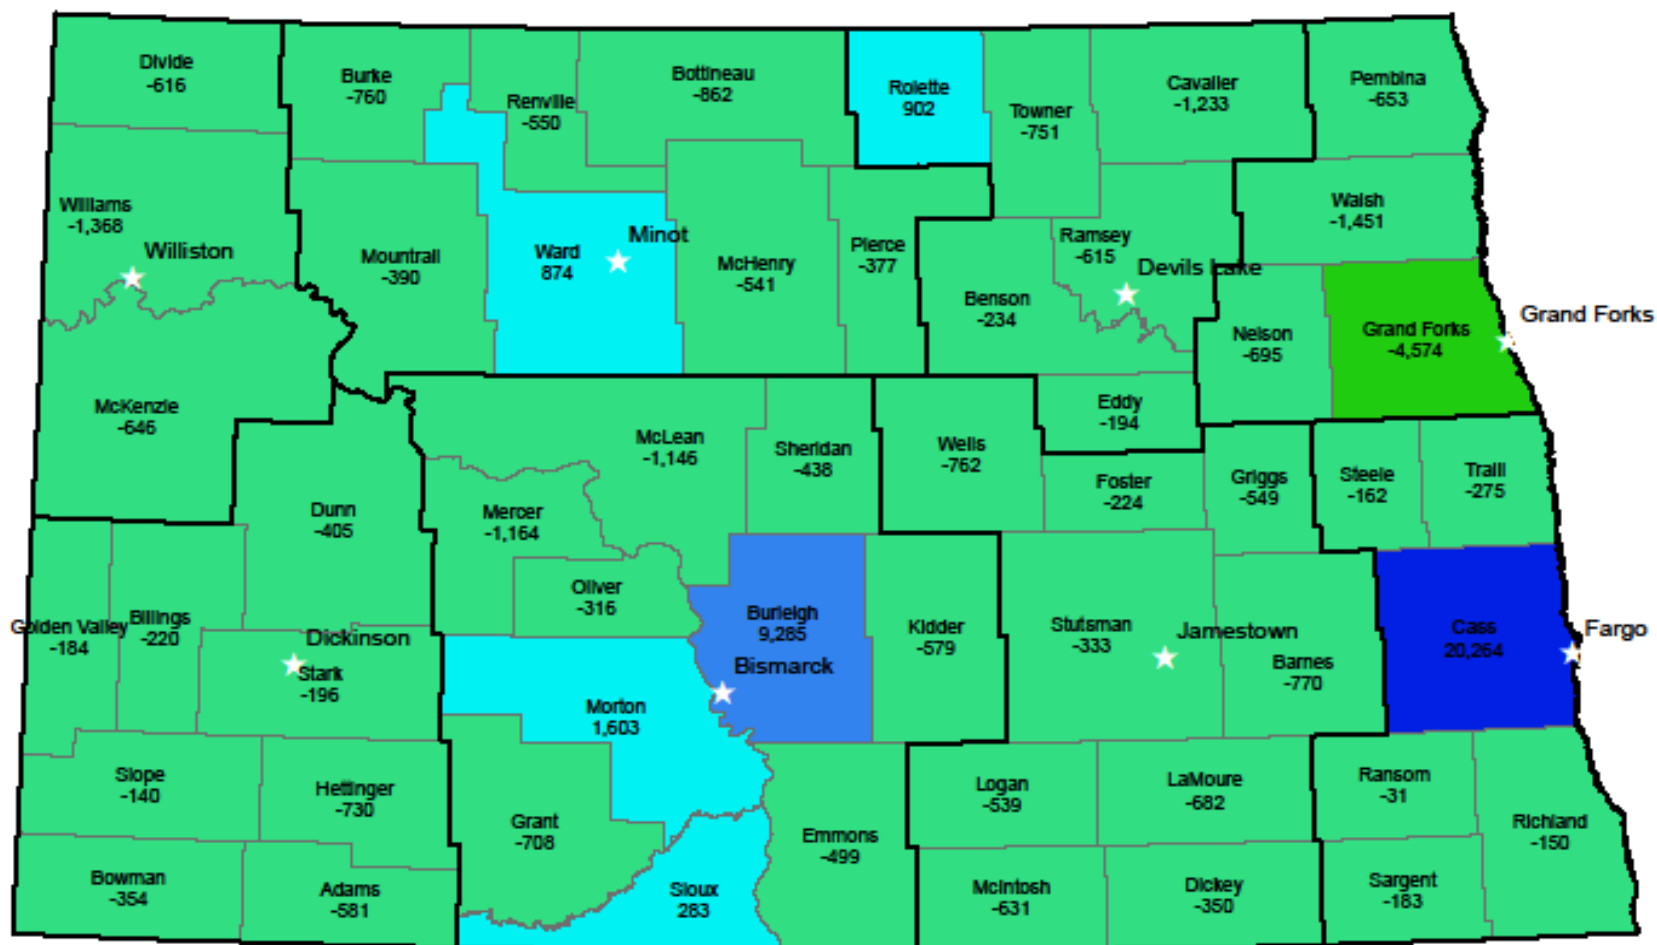 Divide
-616
Burke
-760
Renville
-550
Bottineau
-862
Rolette
902
Towner
-751
Cavalier
-1,233
Pembina
-653
Williams
-1,368
Williston
Mountrail
-390
Ward
874
Minot
McHenry
-541
Pierce
-377
Benson
-234
Ramsey
-615
Devils Lake
Walsh
-1,451
Nelson
-695
Grand Forks
-4,574
Grand Forks
McKenzie
-646
Dunn
-405
McLean
-1,146
Mercer
-1,164
Sheridan
-438
Wells
-762
Eddy
-194
Foster
-224
Griggs
-549
Steele
-162
Traill
-275
Golden Valley
-184
Billings
-220
Dickinson
Stark
-196
Oliver
-316
Burleigh
9,285
Bismarck
Kidder
-579
Stutsman
-333
Jamestown
Barnes
-770
Cass
20,264
Fargo
Morton
1,603
Slope
-140
Hettinger
-730
Grant
-708
Emmons
-499
Logan
-539
LaMoure
-682
Ransom
-31
Richland
-150
Bowman
-354
Adams
-581
Sioux
283
McIntosh
-631
Dickey
-350
Sargent
-183